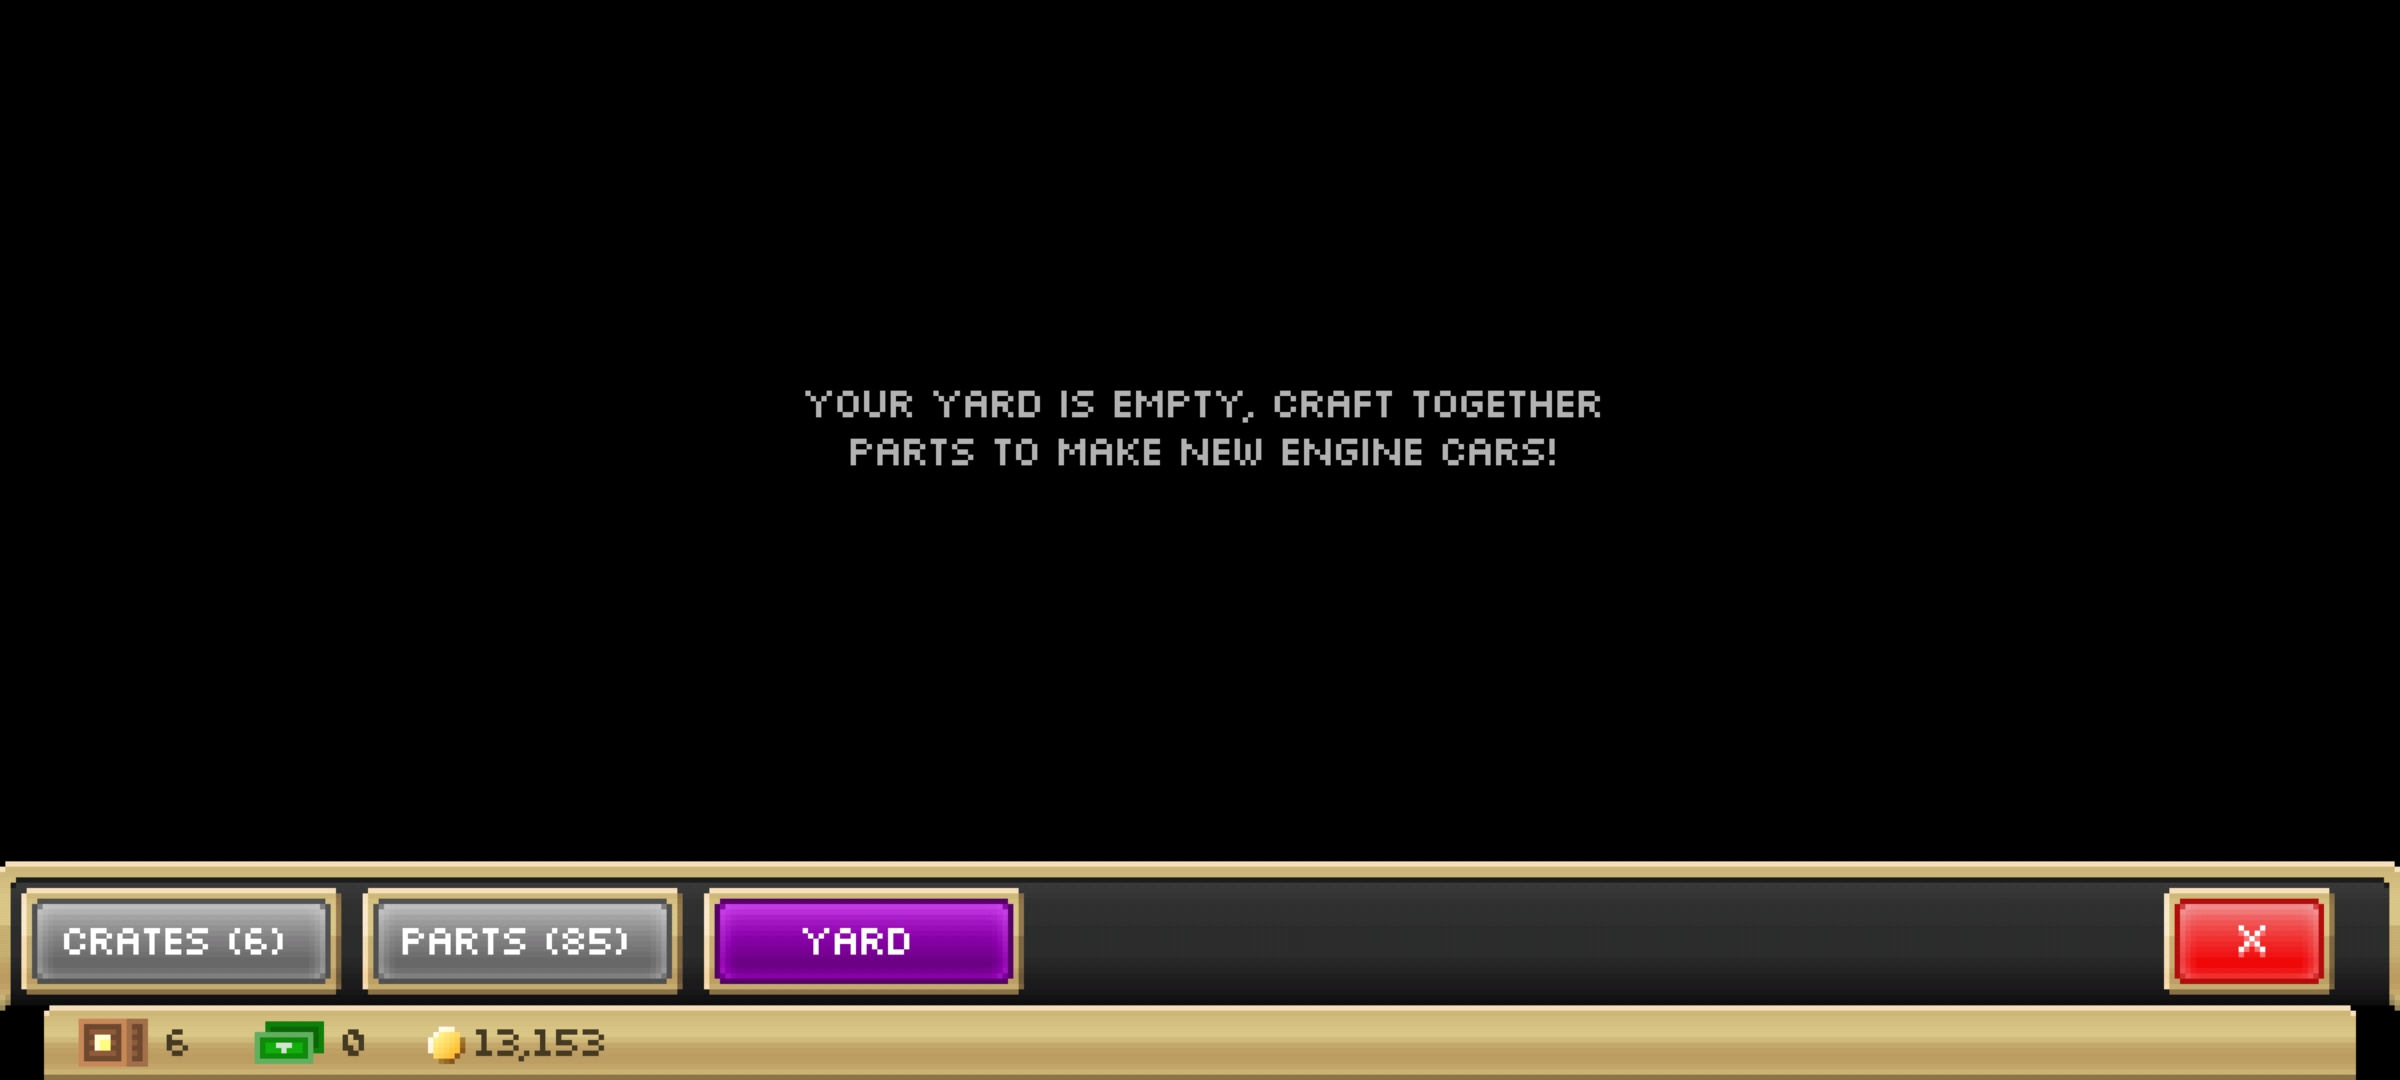 YOUR YARD IS EMPTY, CRAFT TOGETHER
PARTS TO MAKE NEW ENGINE CARS!
CRATES (6) PARTS (85) YARD X
6 0 13,153